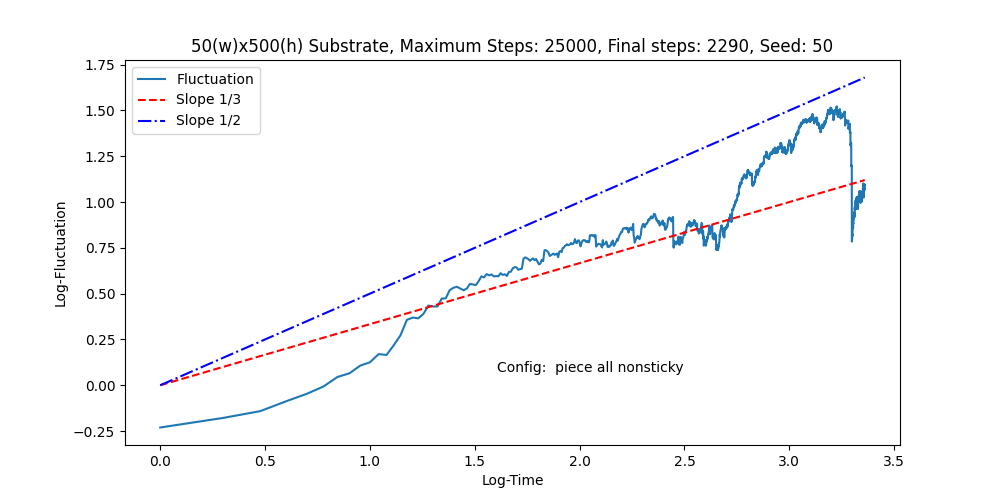 50(w)x500(h) Substrate, Maximum Steps: 25000, Final steps: 2290, Seed: 50
1.75
1.50
1.25
1.00
0.75
0.50
0.25
0.00
−0.25
Log-Fluctuation
Fluctuation
Slope 1/3
Slope 1/2
Config:  piece all nonsticky
0.0 0.5 1.0 1.5 2.0 2.5 3.0 3.5
Log-Time